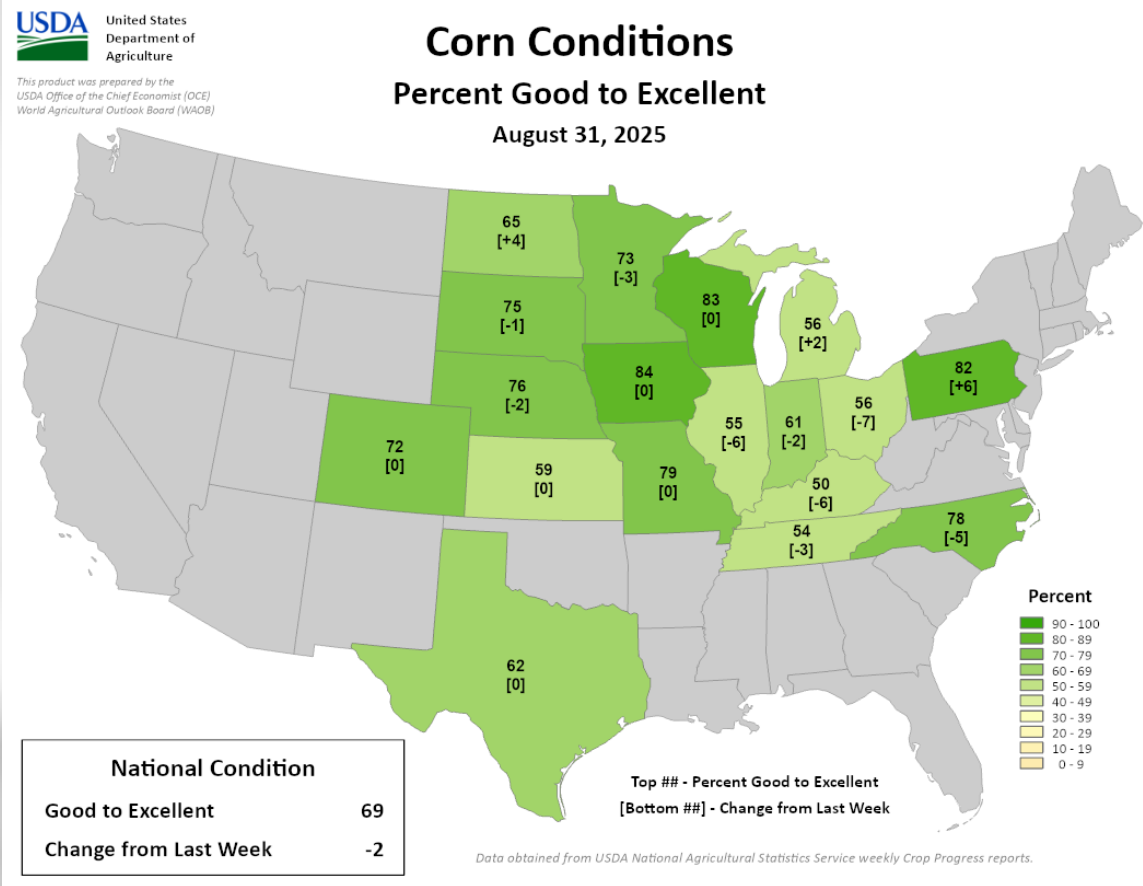 USDA
United States
Department of
Agriculture
This product was prepared by the
USDA Office of the Chief Economist (OCE)
World Agricultural Outlook Board (WAOB)
Corn Conditions
Percent Good to Excellent
August 31, 2025
65
[+4]
73
[-3]
75
[-1]
83
[0]
56
[+2]
76
[-2]
84
[0]
82
[+6]
72
[0]
59
[0]
79
[0]
55
[-6]
61
[-2]
56
[-7]
50
[-6]
54
[-3]
78
[-5]
62
[0]
Percent
90 - 100
80 - 89
70 - 79
60 - 69
50 - 59
40 - 49
30 - 39
20 - 29
10 - 19
0 - 9
National Condition
Good to Excellent 69
Change from Last Week -2
Top ## - Percent Good to Excellent
[Bottom ##] - Change from Last Week
Data obtained from USDA National Agricultural Statistics Service weekly Crop Progress reports.